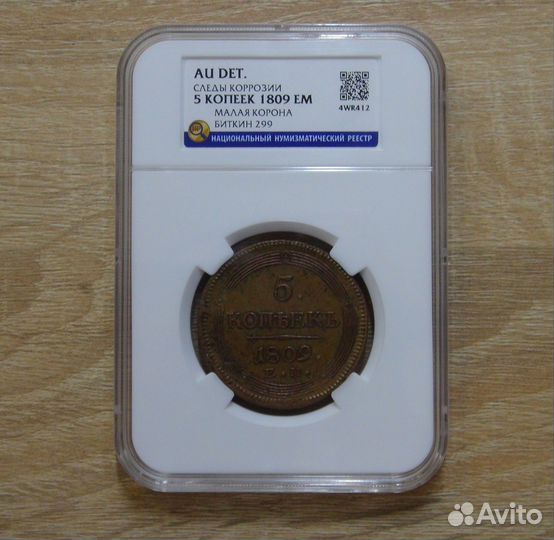 AU DET.
СЛЕДЫ КОРРОЗИИ
5 КОПЕЕК 1809 ЕМ
МАЛАЯ КОРОНА
БИТКИН 299
4WR412
НАЦИОНАЛЬНЫЙ НУМИЗМАТИЧЕСКИЙ РЕЕСТР
5.
КОПѢЕКЪ
1809.
Е • М •
Avito